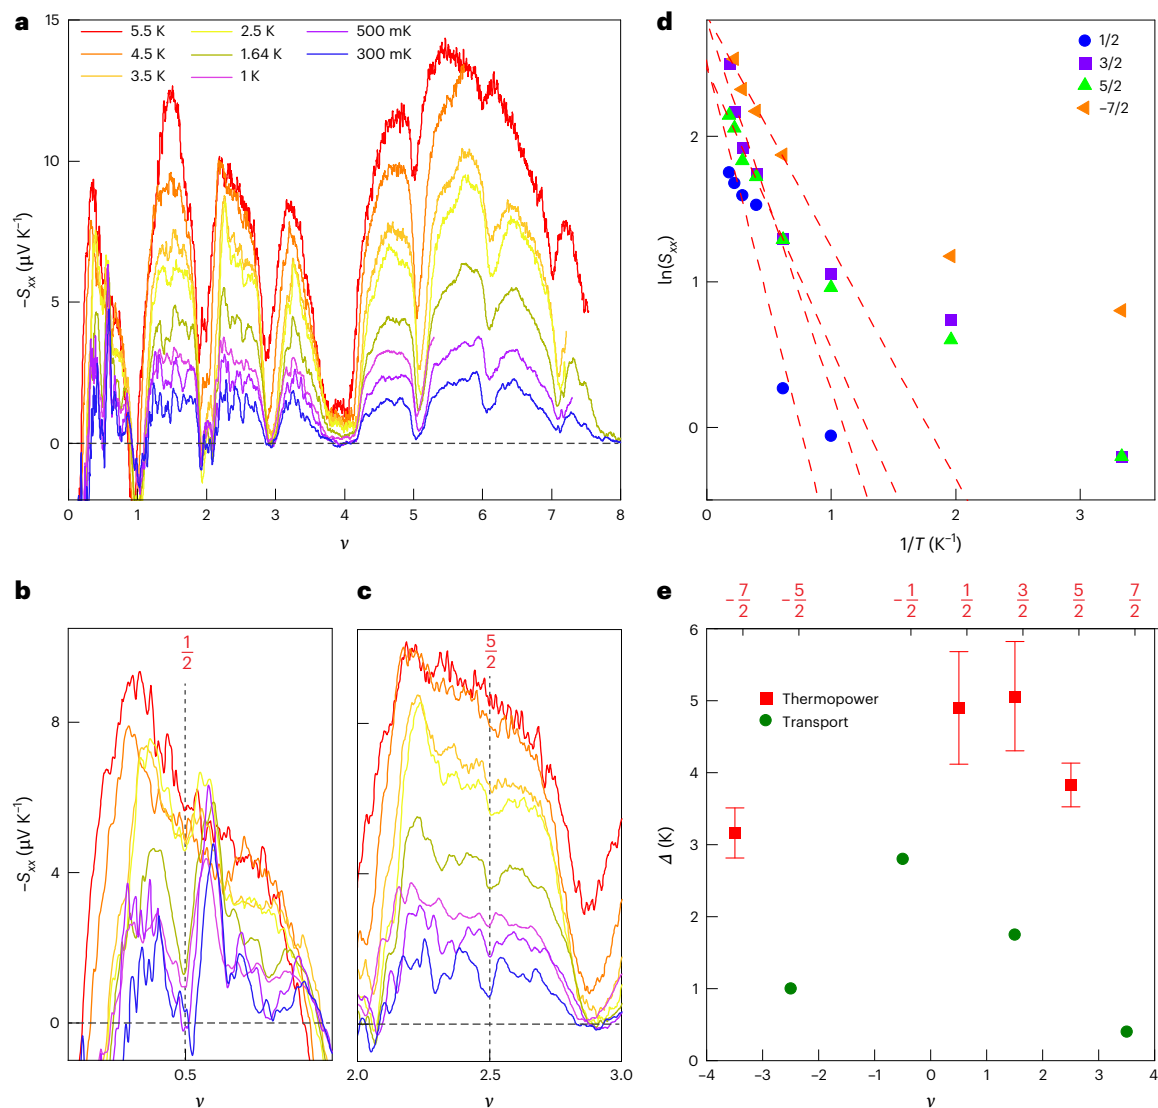 a
15
10
5
0
−S_xx (μV K⁻¹)
5.5 K
4.5 K
3.5 K
2.5 K
1.64 K
1 K
500 mK
300 mK
0 1 2 3 4 5 6 7 8
ν
d
2
1
0
ln(S_xx)
1/2
3/2
5/2
−7/2
0 1 2 3
1/T (K⁻¹)
b
8
4
0
−S_xx (μV K⁻¹)
1/2
0.5
ν
c
5/2
2.0 2.5 3.0
ν
e
−7/2 −5/2 −1/2 1/2 3/2 5/2 7/2
6
5
4
3
2
1
0
Δ (K)
Thermopower
Transport
−4 −3 −2 −1 0 1 2 3 4
ν